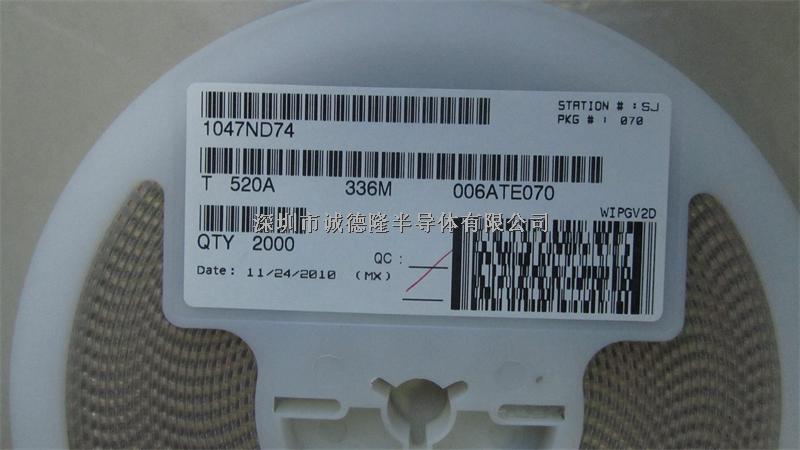 STATION # : SJ
PKG # : 070
1047ND74
T 520A 336M 006ATE070
WIPGV2D
深圳市诚德隆半导体有限公司
QTY 2000
QC :
Date: 11/24/2010 (MX)